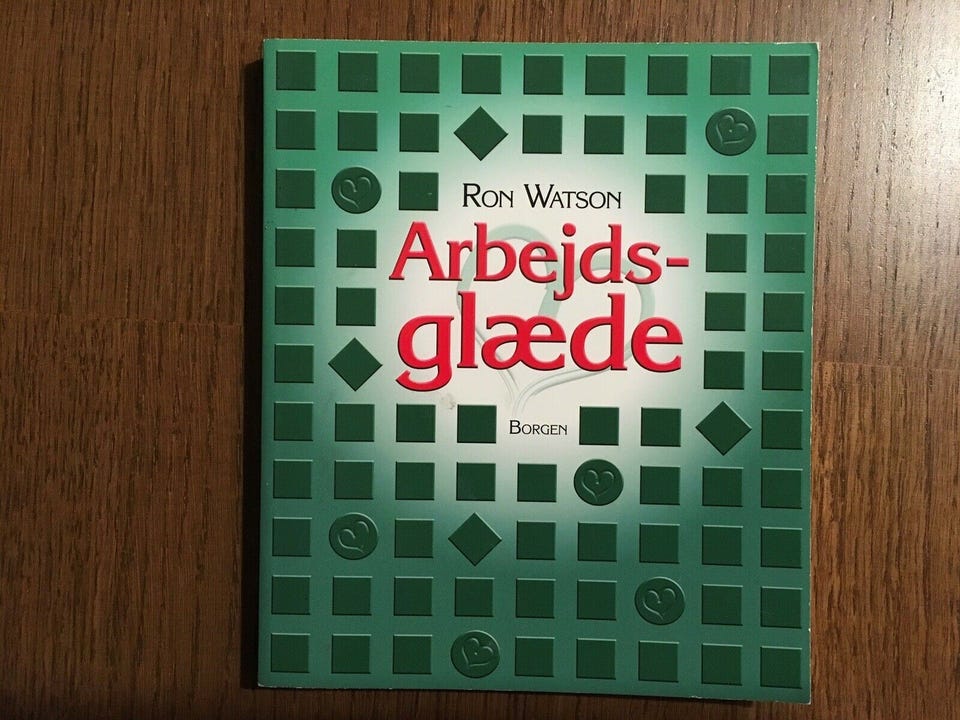 Ron Watson
Arbejds-
glæde
Borgen